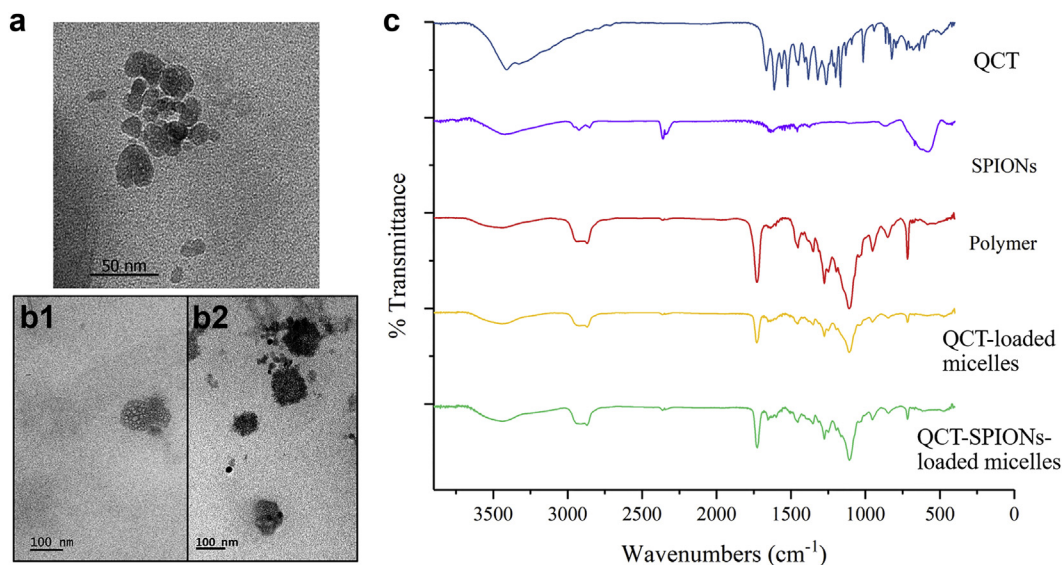 a
50 nm
b1
100 nm
b2
100 nm
c
% Transmittance
QCT
SPIONs
Polymer
QCT-loaded
micelles
QCT-SPIONs-
loaded micelles
3500 3000 2500 2000 1500 1000 500 0
Wavenumbers (cm⁻¹)